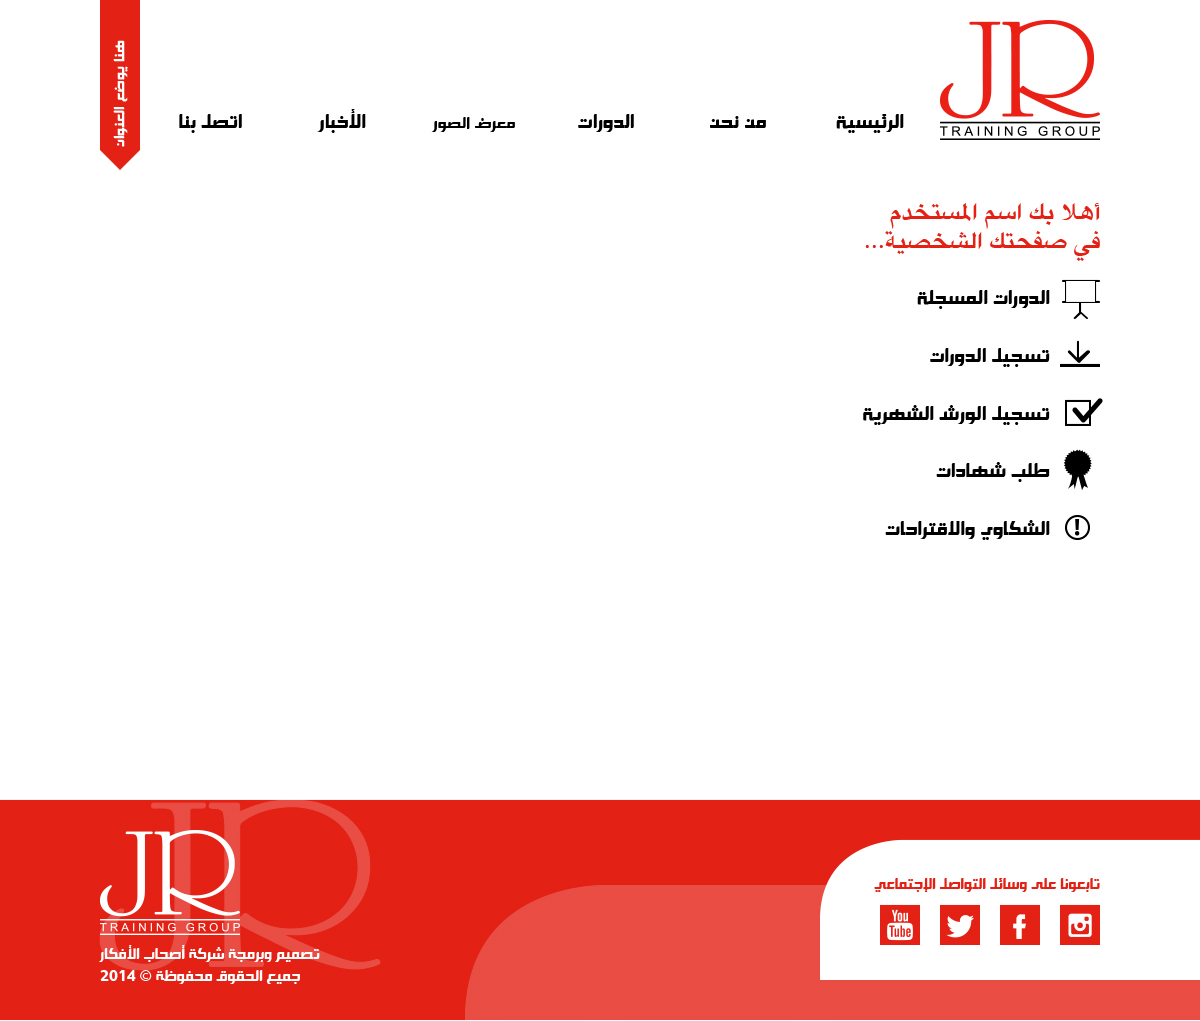 JR
TRAINING GROUP
الرئيسية
من نحن
الدورات
معرض الصور
الأخبار
اتصل بنا
هنا يوضع العنوان
أهلا بك اسم المستخدم
في صفحتك الشخصية...
الدورات المسجلة
تسجيل الدورات
تسجيل الورش الشهرية
طلب شهادات
الشكاوي والاقتراحات
تابعونا على وسائل التواصل الإجتماعي
You Tube
JR
JR
TRAINING GROUP
تصميم وبرمجة شركة أصحاب الأفكار
جميع الحقوق محفوظة © 2014